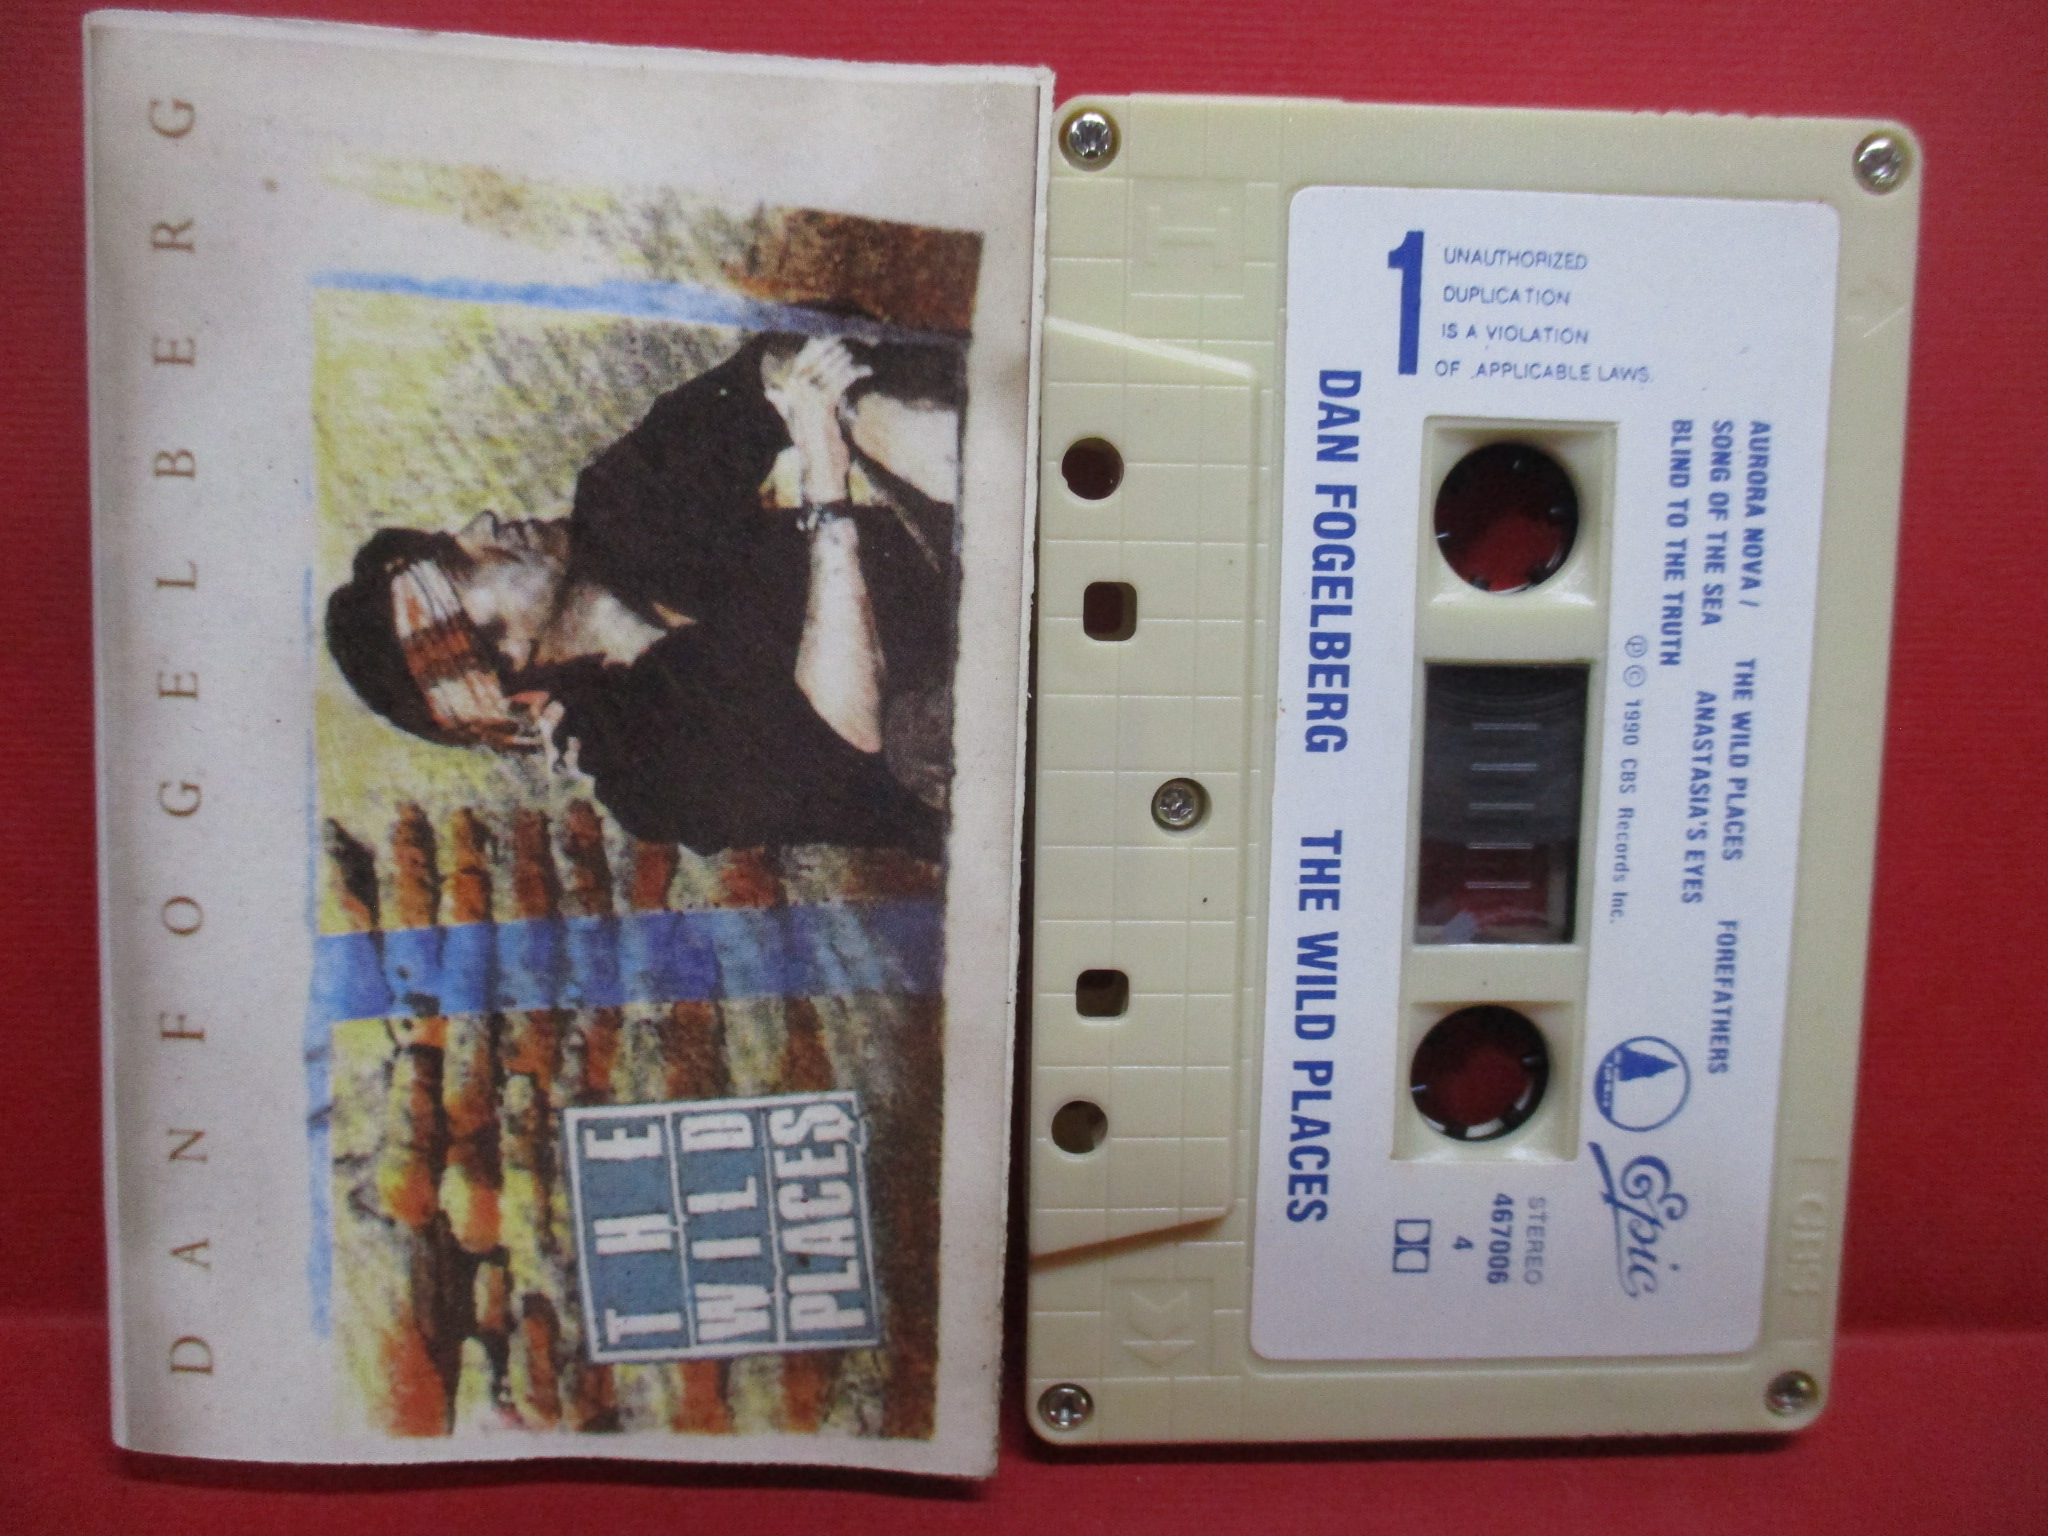 DAN FOGELBERG
THE
WILD
PLACES
1
UNAUTHORIZED
DUPLICATION
IS A VIOLATION
OF APPLICABLE LAWS.
AURORA NOVA / THE WILD PLACES FOREFATHERS
SONG OF THE SEA ANASTASIA'S EYES
BLIND TO THE TRUTH
℗ © 1990 CBS Records Inc.
DAN FOGELBERG THE WILD PLACES
Epic
STEREO
4670006
4